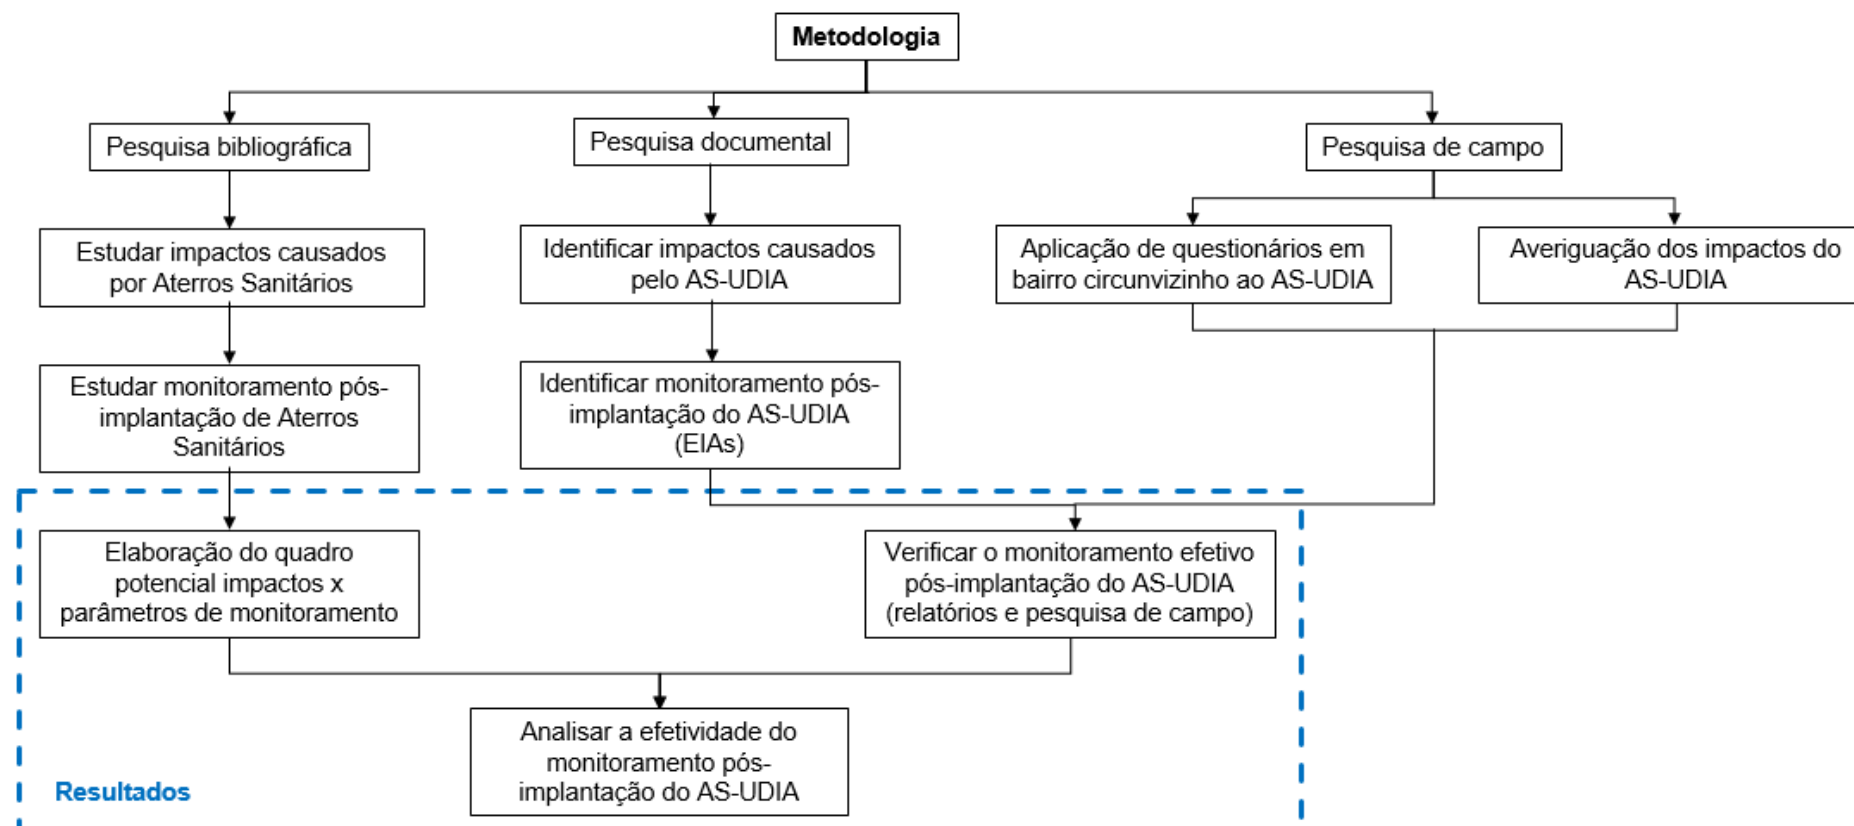 Metodologia
Pesquisa bibliográfica
Pesquisa documental
Pesquisa de campo
Estudar impactos causados
por Aterros Sanitários
Identificar impactos causados
pelo AS-UDIA
Aplicação de questionários em
bairro circunvizinho ao AS-UDIA
Averiguação dos impactos do
AS-UDIA
Estudar monitoramento pós-
implantação de Aterros
Sanitários
Identificar monitoramento pós-
implantação do AS-UDIA
(EIAs)
Elaboração do quadro
potencial impactos x
parâmetros de monitoramento
Verificar o monitoramento efetivo
pós-implantação do AS-UDIA
(relatórios e pesquisa de campo)
Analisar a efetividade do
monitoramento pós-
implantação do AS-UDIA
Resultados